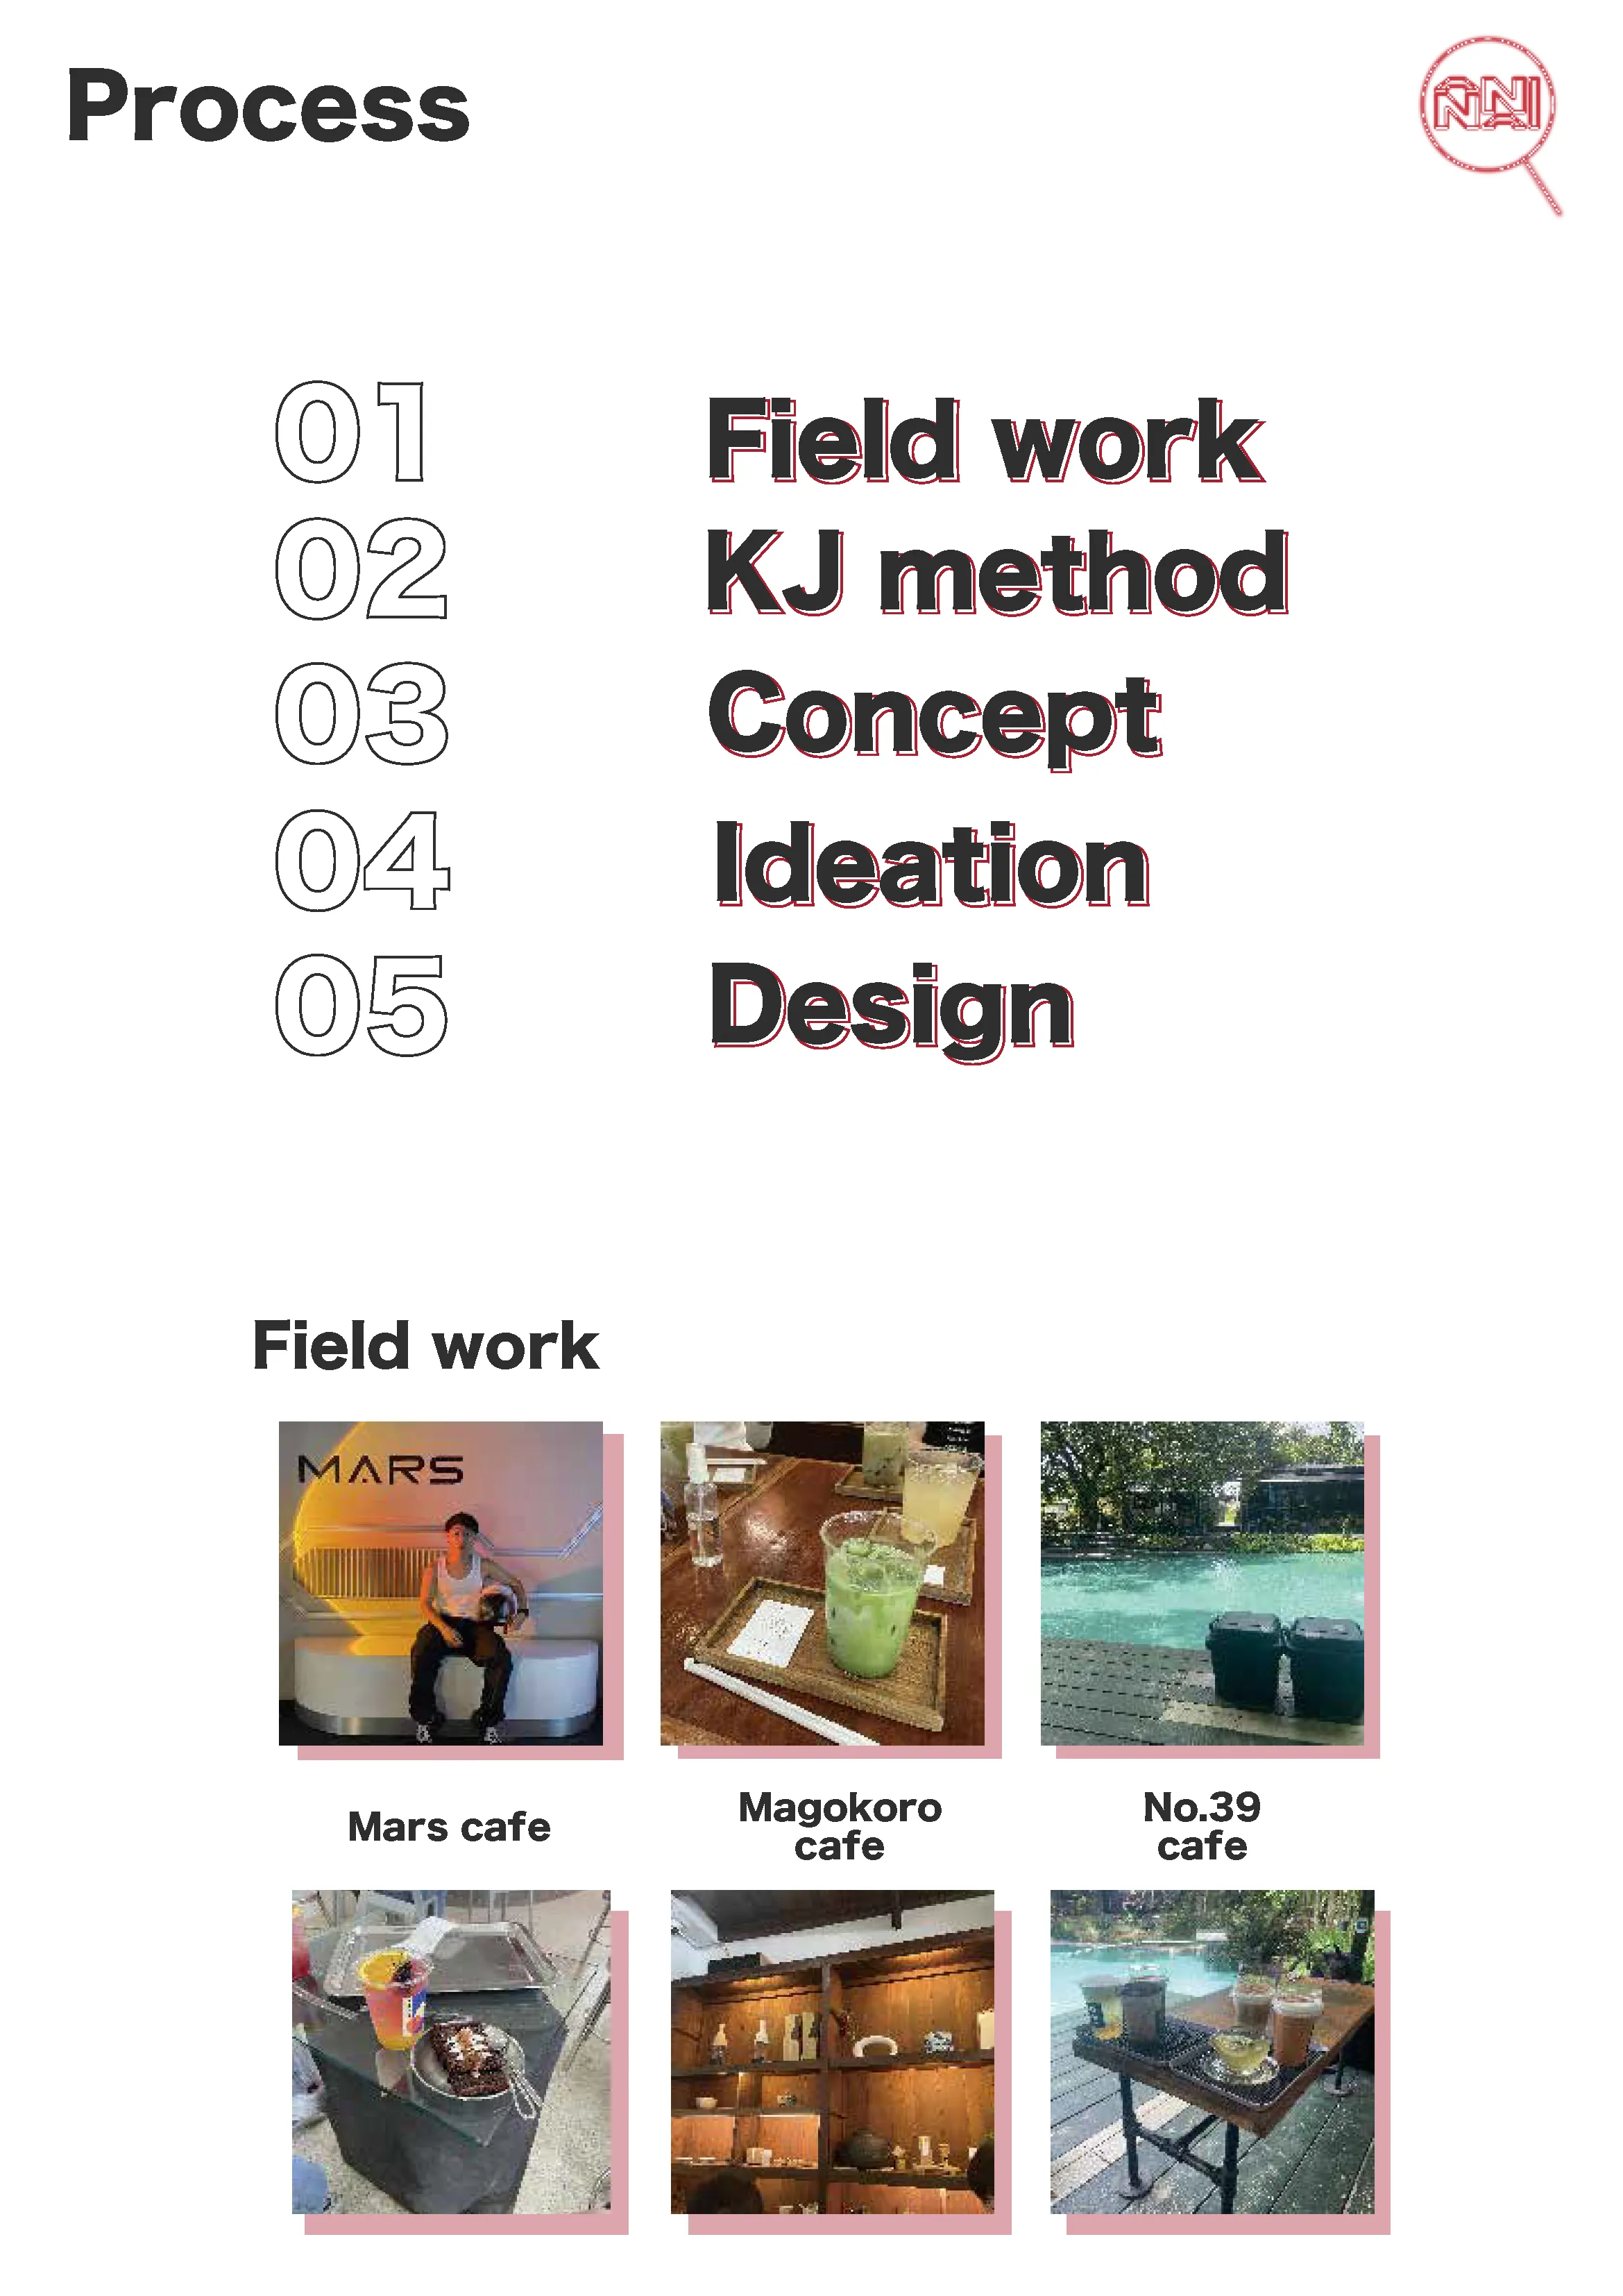 Process
01 Field work
02 KJ method
03 Concept
04 Ideation
05 Design
Field work
MARS
Mars cafe
Magokoro
cafe
No.39
cafe